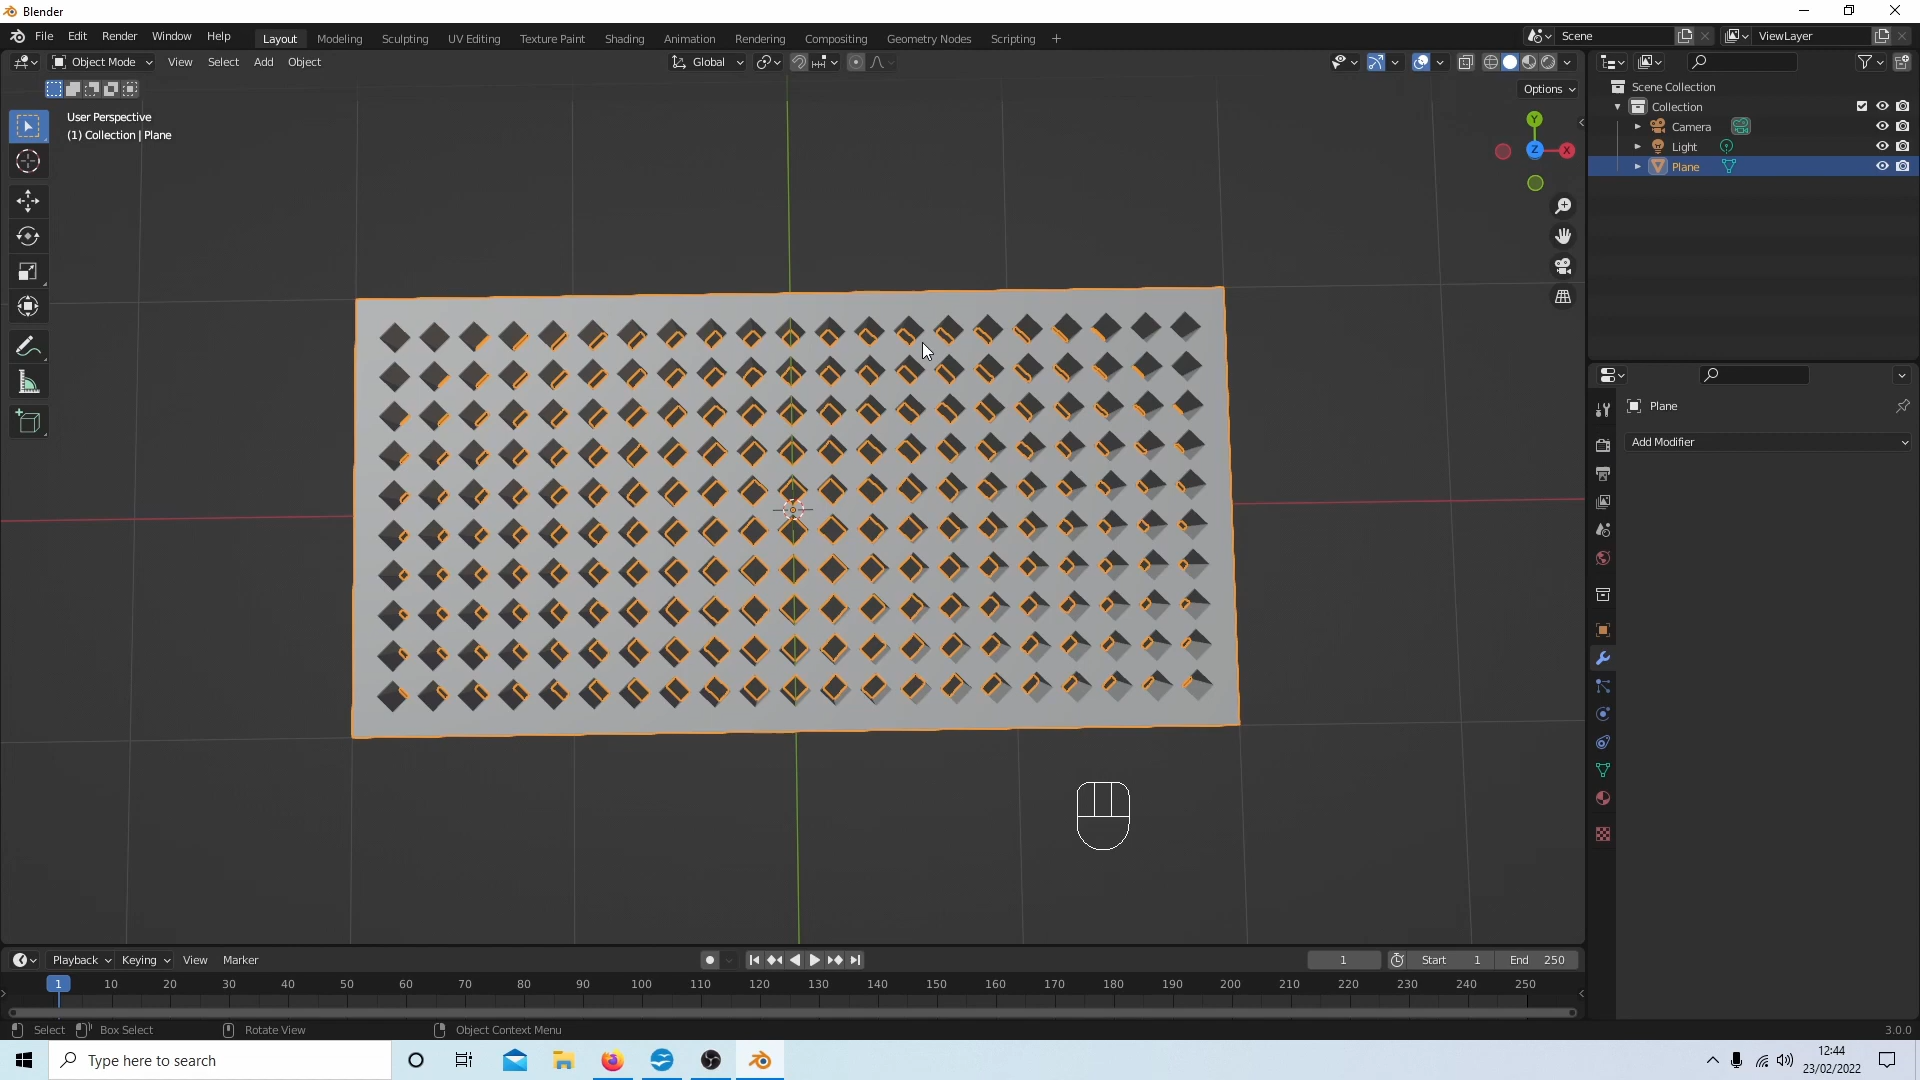 Blender
File Edit Render Window Help
Layout Modeling Sculpting UV Editing Texture Paint Shading Animation Rendering Compositing Geometry Nodes Scripting +
Scene
ViewLayer
Object Mode View Select Add Object
Global
Options
User Perspective
(1) Collection | Plane
Y
Z
X
Scene Collection
Collection
Camera
Light
Plane
Plane
Add Modifier
Playback Keying View Marker
1
Start 1
End 250
1 10 20 30 40 50 60 70 80 90 100 110 120 130 140 150 160 170 180 190 200 210 220 230 240 250
Select Box Select Rotate View Object Context Menu
3.0.0
Type here to search
12:44
23/02/2022